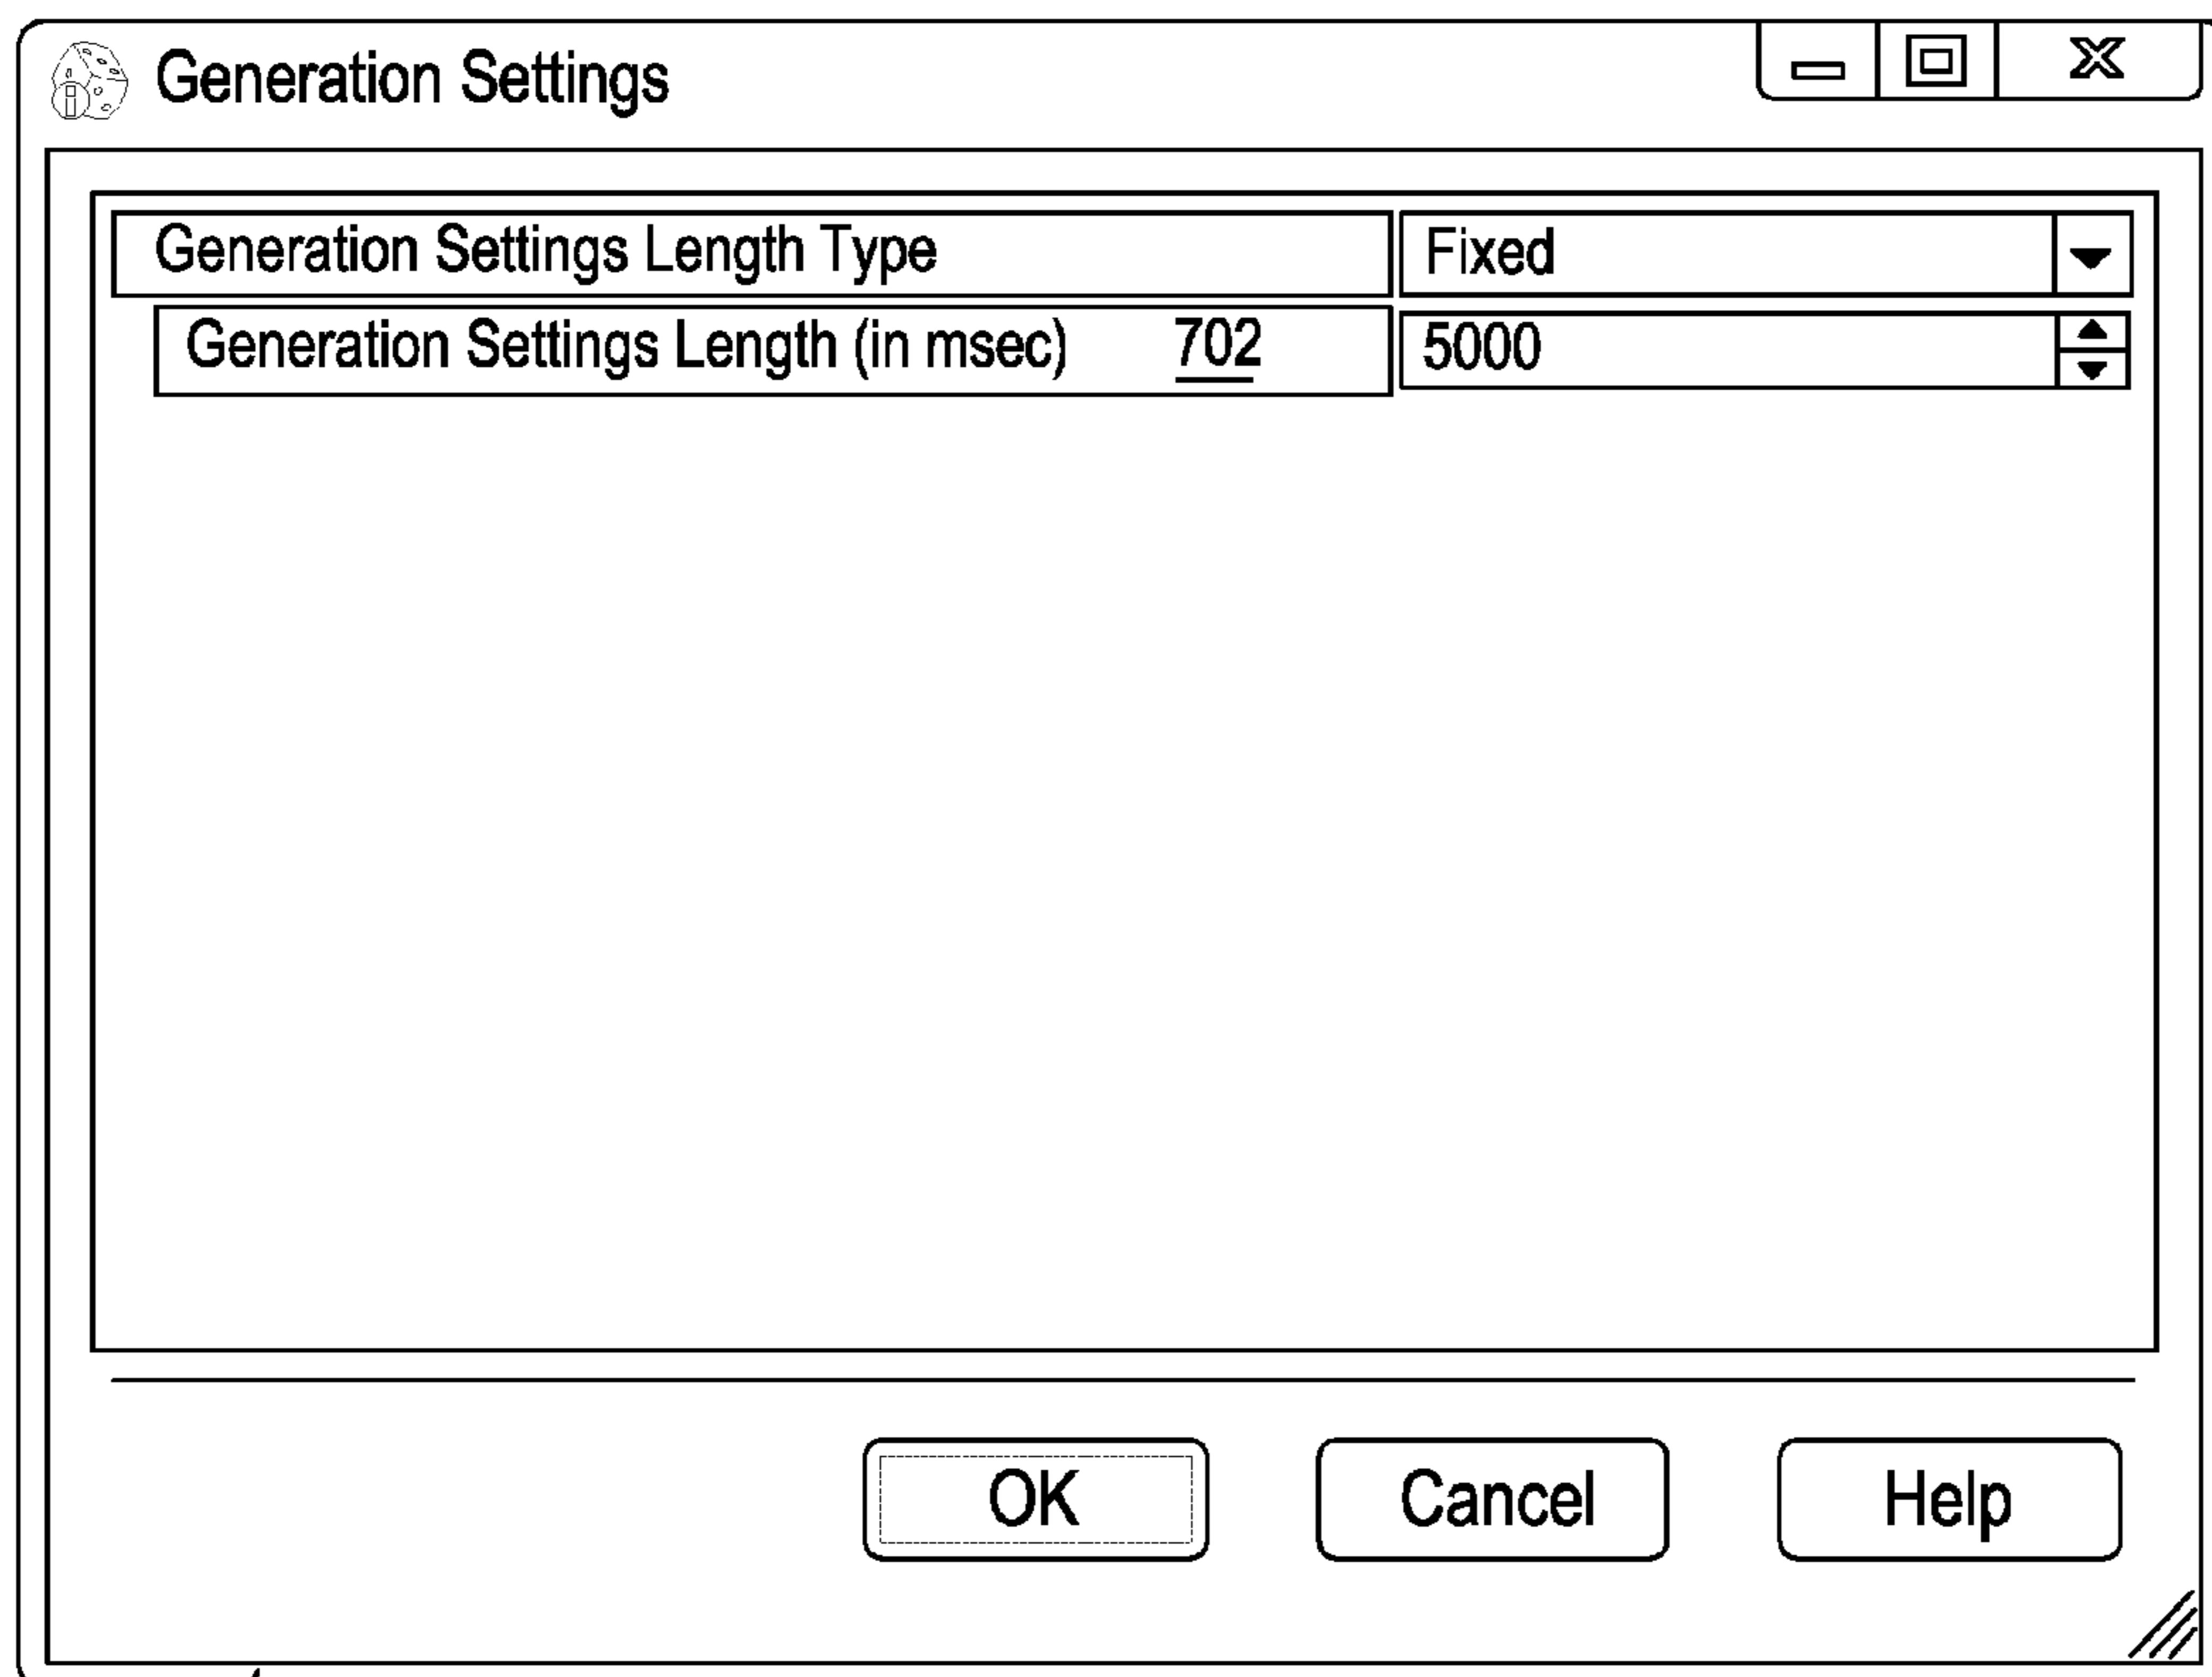 Generation Settings
Generation Settings Length Type Fixed
Generation Settings Length (in msec) 702 5000
OK Cancel Help